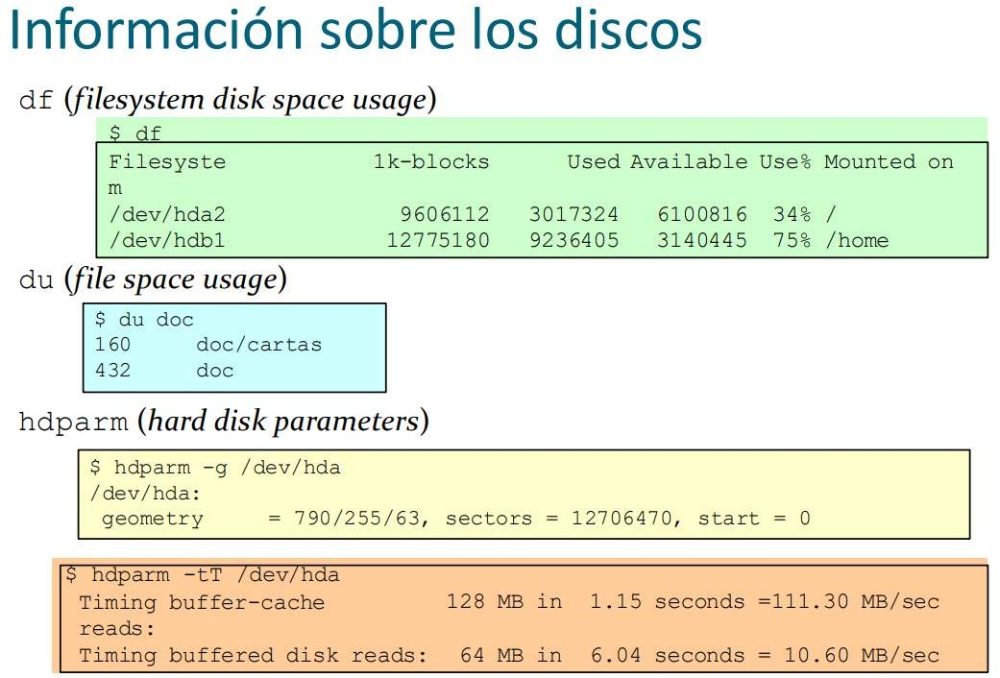 Información sobre los discos
df (filesystem disk space usage)
$ df
Filesyste 1k-blocks Used Available Use% Mounted on
m
/dev/hda2 9606112 3017324 6100816 34% /
/dev/hdb1 12775180 9236405 3140445 75% /home
du (file space usage)
$ du doc
160 doc/cartas
432 doc
hdparm (hard disk parameters)
$ hdparm -g /dev/hda
/dev/hda:
geometry = 790/255/63, sectors = 12706470, start = 0
$ hdparm -tT /dev/hda
Timing buffer-cache 128 MB in 1.15 seconds =111.30 MB/sec
reads:
Timing buffered disk reads: 64 MB in 6.04 seconds = 10.60 MB/sec